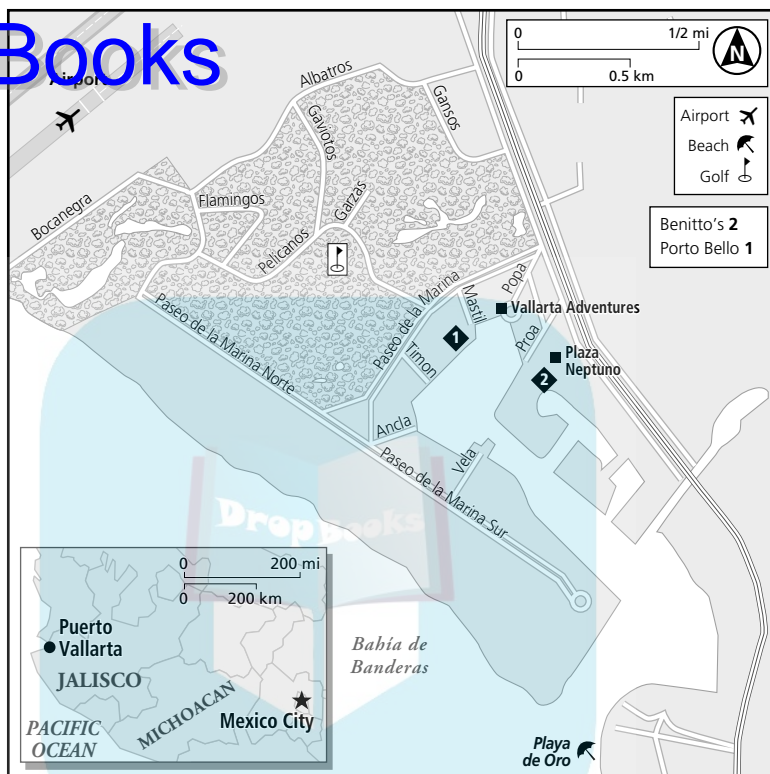 Books
Airport
0 1/2 mi
0 0.5 km
N
Airport
Beach
Golf
Benitto's 2
Porto Bello 1
Albatros
Gansos
Gaviotos
Garzas
Flamingos
Bocanegra
Pelicanos
Paseo de la Marina
Mastil
Popa
Vallarta Adventures
Proa
Plaza
Neptuno
1
2
Timon
Paseo de la Marina Norte
Ancla
Vela
Paseo de la Marina Sur
Drop Books
0 200 mi
0 200 km
Puerto
Vallarta
JALISCO
MICHOACAN
Mexico City
PACIFIC
OCEAN
Bahía de
Banderas
Playa
de Oro